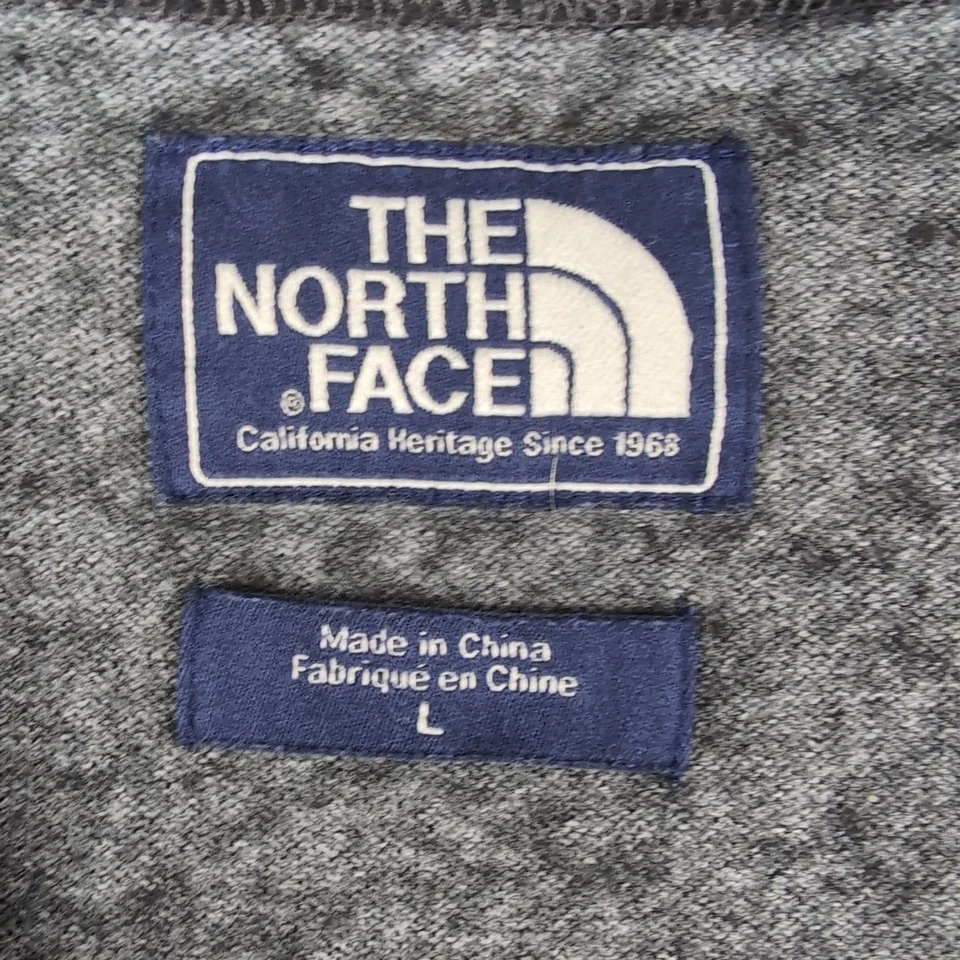 THE
NORTH
FACE
®
California Heritage Since 1968
Made in China
Fabriqué en Chine
L